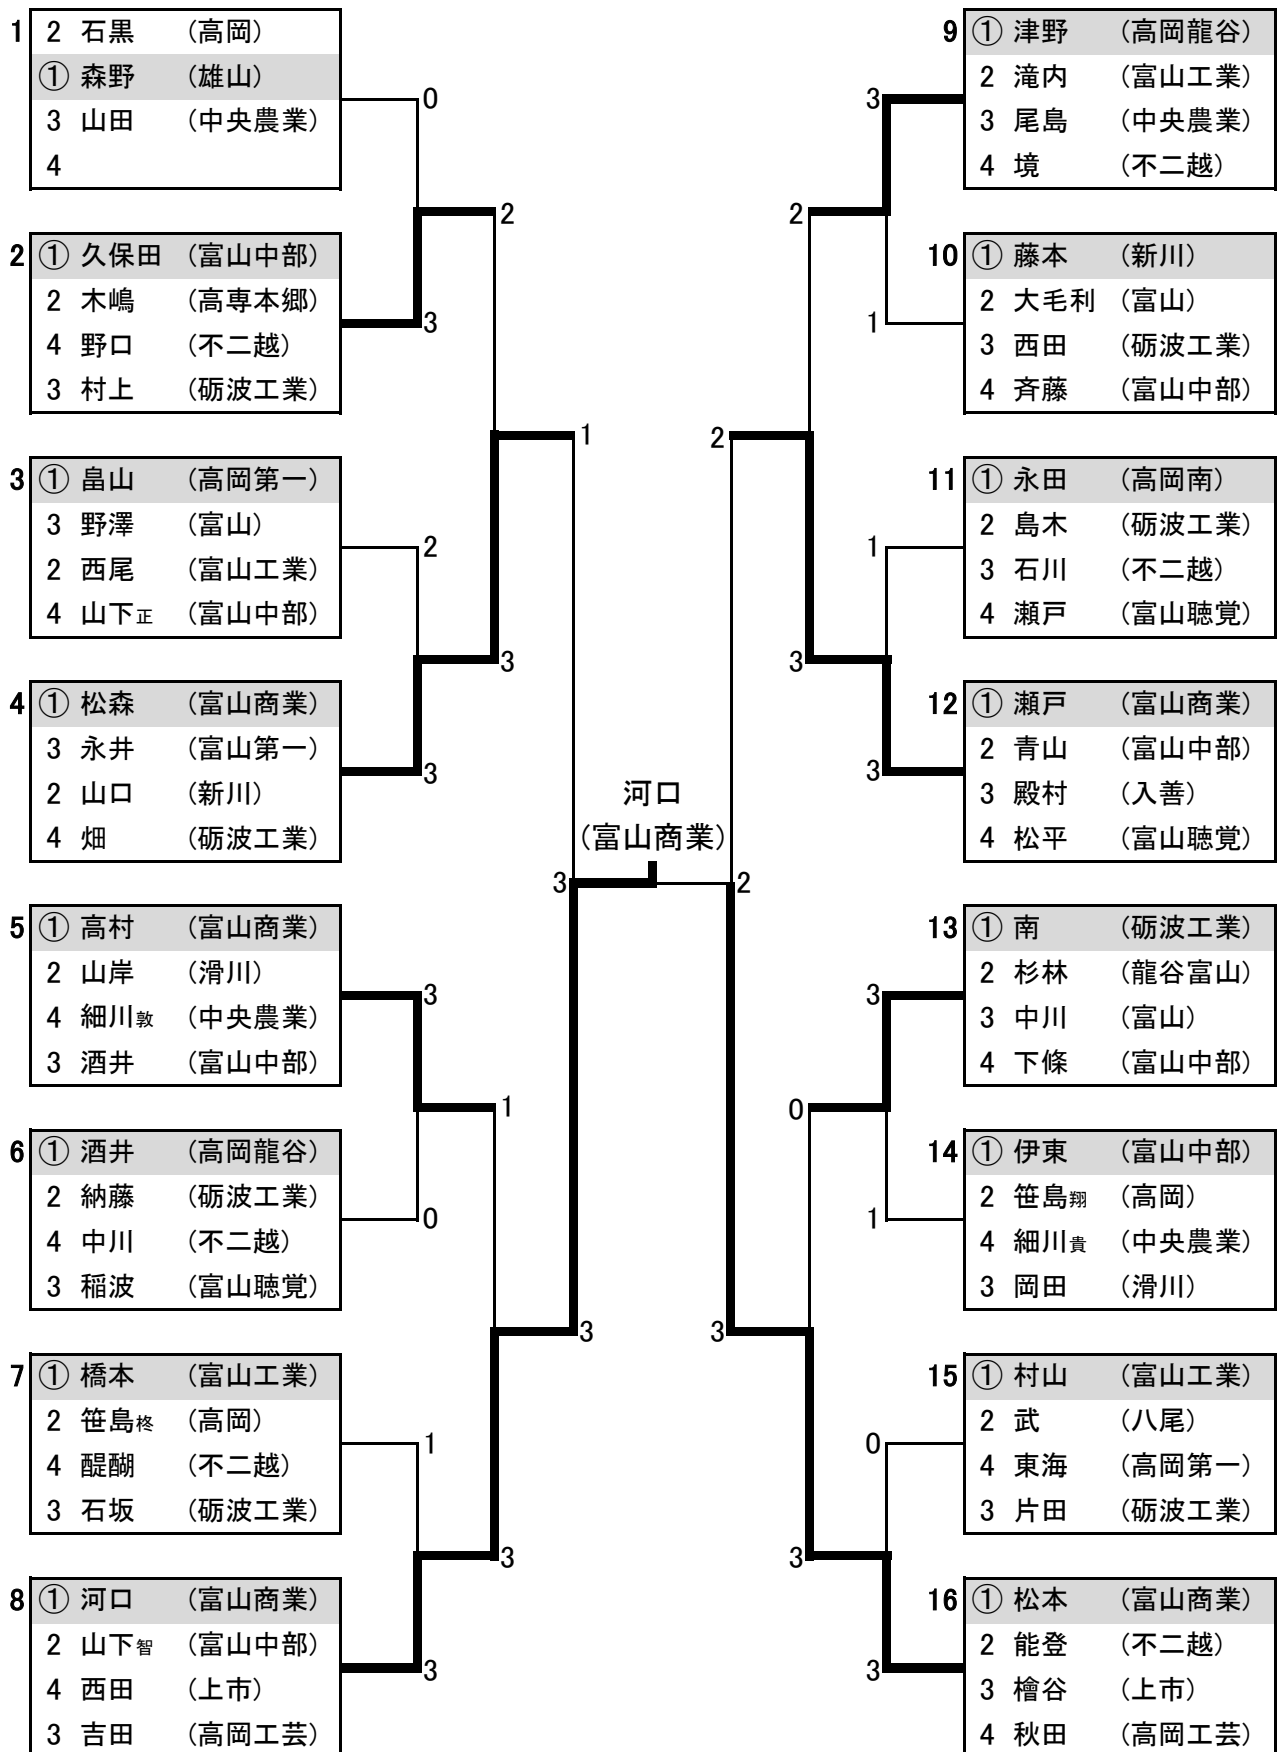 1
2 石黒 (高岡)
① 森野 (雄山)
3 山田 (中央農業)
4
2
① 久保田 (富山中部)
2 木嶋 (高専本郷)
4 野口 (不二越)
3 村上 (砺波工業)
3
① 畠山 (高岡第一)
3 野澤 (富山)
2 西尾 (富山工業)
4 山下正 (富山中部)
4
① 松森 (富山商業)
3 永井 (富山第一)
2 山口 (新川)
4 畑 (砺波工業)
5
① 高村 (富山商業)
2 山岸 (滑川)
4 細川敦 (中央農業)
3 酒井 (富山中部)
6
① 酒井 (高岡龍谷)
2 納藤 (砺波工業)
4 中川 (不二越)
3 稲波 (富山聴覚)
7
① 橋本 (富山工業)
2 笹島柊 (高岡)
4 醍醐 (不二越)
3 石坂 (砺波工業)
8
① 河口 (富山商業)
2 山下智 (富山中部)
4 西田 (上市)
3 吉田 (高岡工芸)
0
3
2
3
3
0
1
3
2
3
1
3
1
3
河口
(富山商業)
3
2
2
3
2
3
0
3
3
1
1
3
3
1
0
3
9
① 津野 (高岡龍谷)
2 滝内 (富山工業)
3 尾島 (中央農業)
4 境 (不二越)
10
① 藤本 (新川)
2 大毛利 (富山)
3 西田 (砺波工業)
4 斉藤 (富山中部)
11
① 永田 (高岡南)
2 島木 (砺波工業)
3 石川 (不二越)
4 瀬戸 (富山聴覚)
12
① 瀬戸 (富山商業)
2 青山 (富山中部)
3 殿村 (入善)
4 松平 (富山聴覚)
13
① 南 (砺波工業)
2 杉林 (龍谷富山)
3 中川 (富山)
4 下條 (富山中部)
14
① 伊東 (富山中部)
2 笹島翔 (高岡)
4 細川貴 (中央農業)
3 岡田 (滑川)
15
① 村山 (富山工業)
2 武 (八尾)
4 東海 (高岡第一)
3 片田 (砺波工業)
16
① 松本 (富山商業)
2 能登 (不二越)
3 檜谷 (上市)
4 秋田 (高岡工芸)